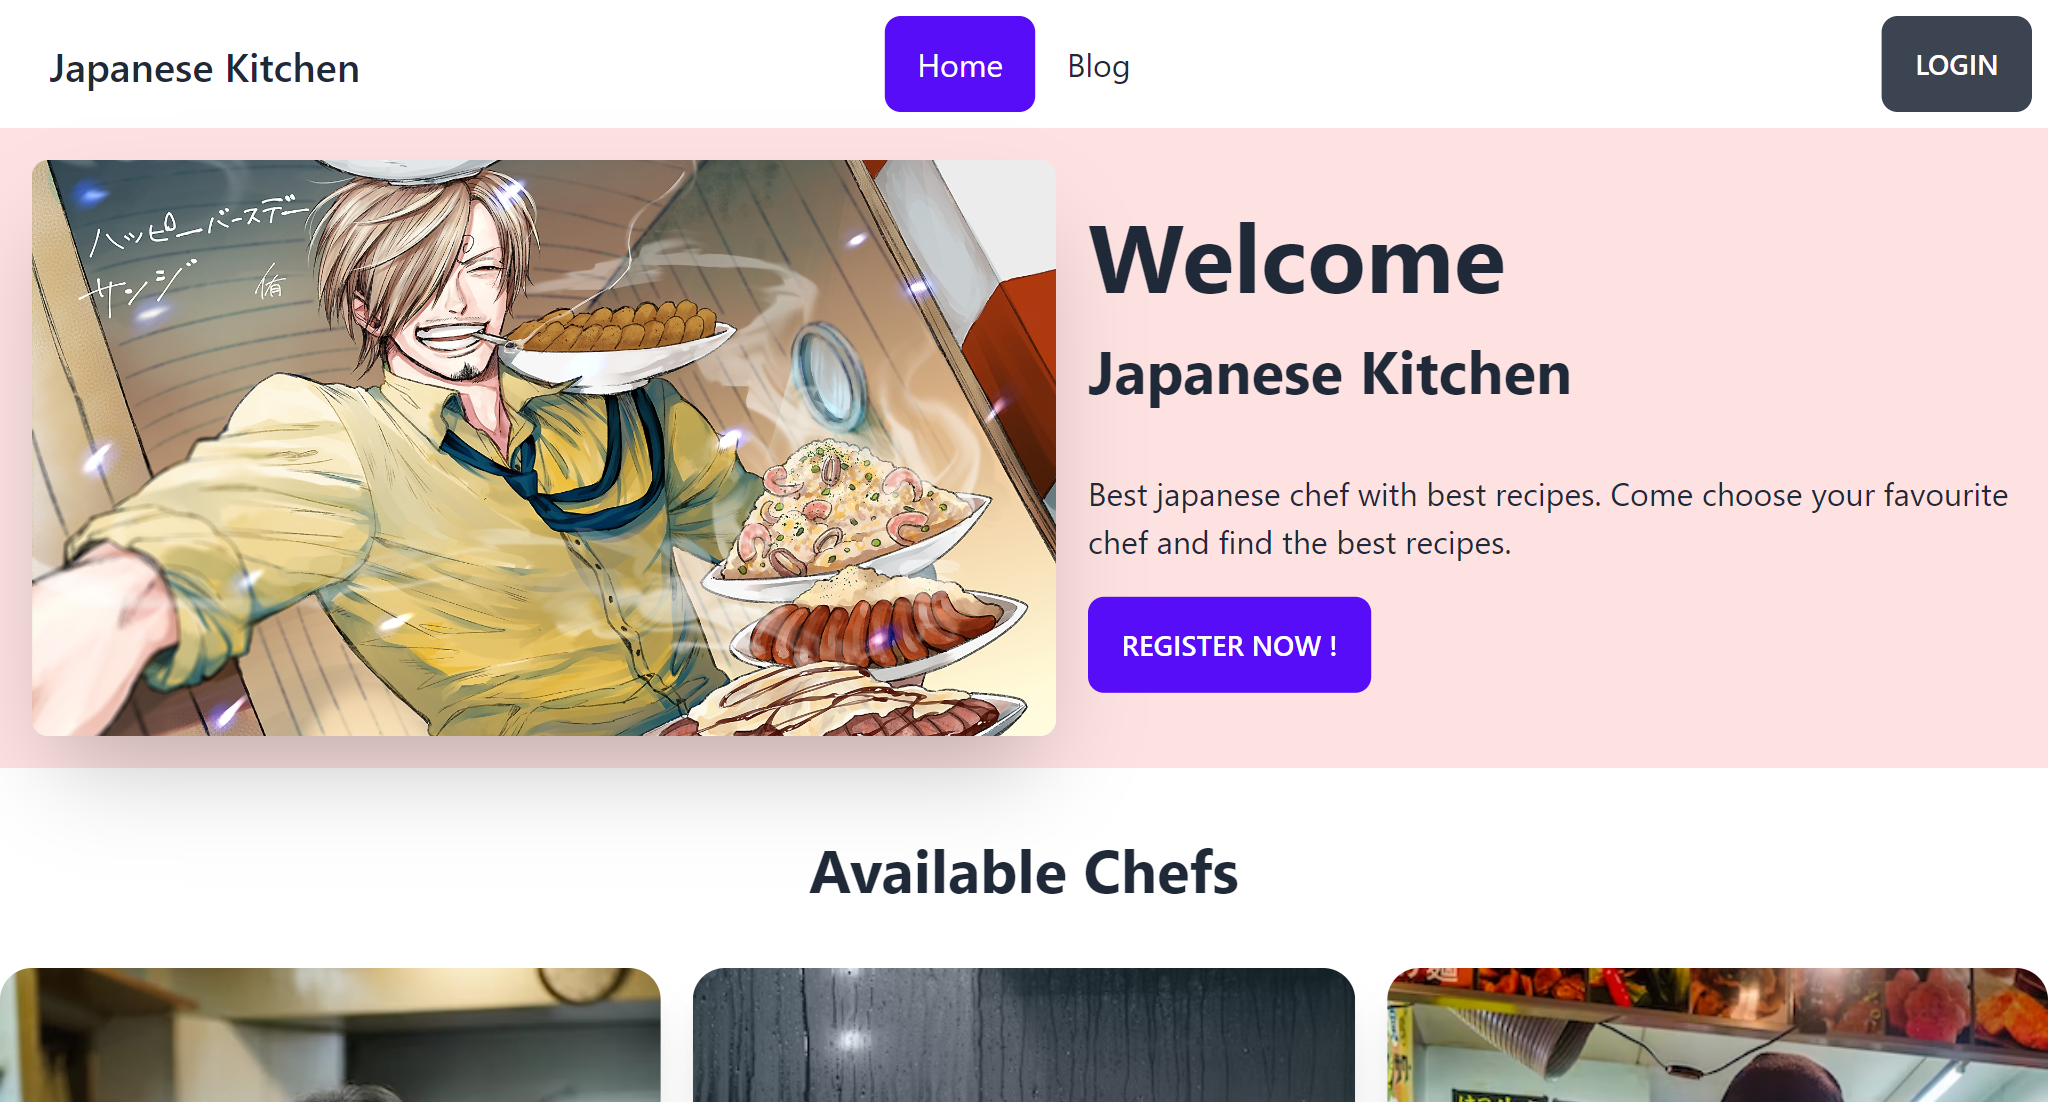 Japanese Kitchen
Home
Blog
LOGIN
ハッピーバースデー
サンジ
侑
Welcome
Japanese Kitchen
Best japanese chef with best recipes. Come choose your favourite
chef and find the best recipes.
REGISTER NOW !
Available Chefs